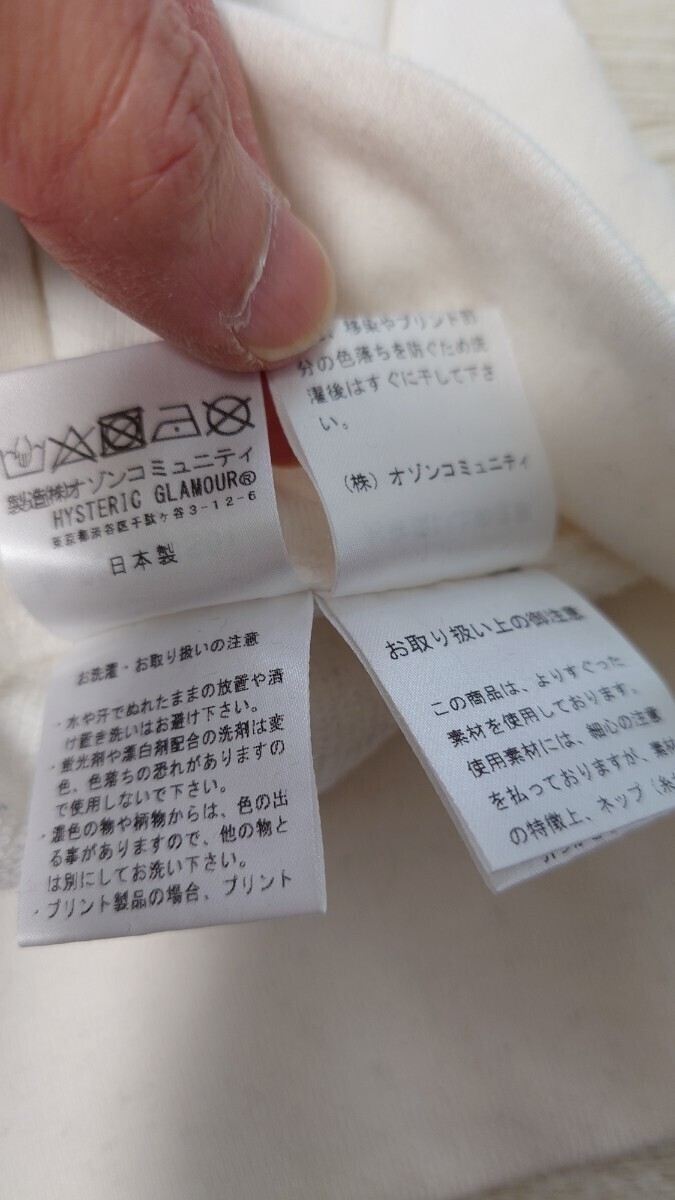 製造㈱オゾンコミュニティ
HYSTERIC GLAMOUR®
東京都渋谷区千駄ヶ谷3-12-6
日本製
移染やプリント部
分の色落ちを防ぐため洗
濯後はすぐに干して下さ
い。
(株) オゾンコミュニティ
お洗濯・お取り扱いの注意
・水や汗でぬれたままの放置や漬
け置き洗いはお避け下さい。
・蛍光剤や漂白剤配合の洗剤は変
色、色落ちの恐れがありますの
で使用しないで下さい。
・濃色の物や柄物からは、色の出
る事がありますので、他の物と
は別にしてお洗い下さい。
・プリント製品の場合、プリント
お取り扱い上の御注意
この商品は、よりすぐった
素材を使用しております。
使用素材には、細心の注意
を払っておりますが、素材
の特徴上、ネップ（糸